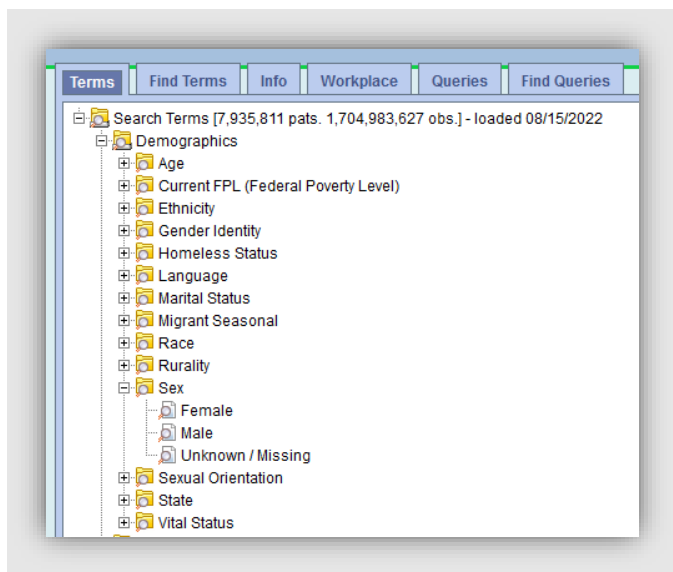 Terms Find Terms Info Workplace Queries Find Queries
Search Terms [7,935,811 pats. 1,704,983,627 obs.] - loaded 08/15/2022
Demographics
Age
Current FPL (Federal Poverty Level)
Ethnicity
Gender Identity
Homeless Status
Language
Marital Status
Migrant Seasonal
Race
Rurality
Sex
Female
Male
Unknown / Missing
Sexual Orientation
State
Vital Status